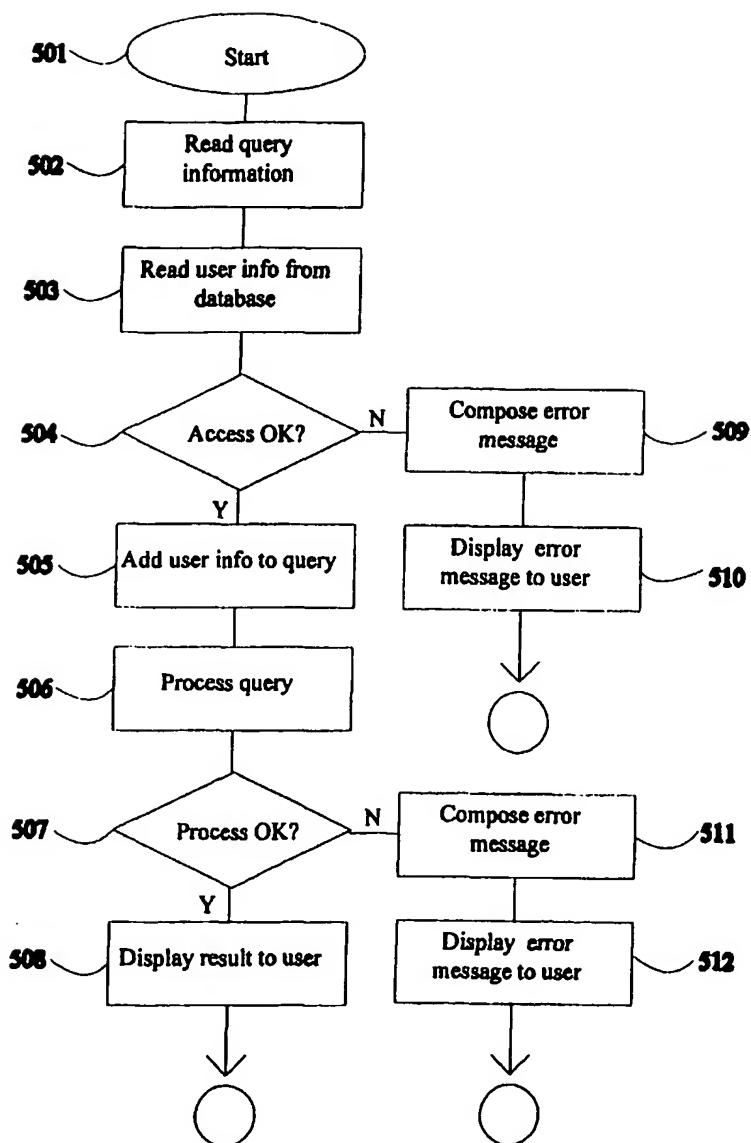 501
Start
502
Read query
information
503
Read user info from
database
504
Access OK?
N
Compose error
message
509
Y
505
Add user info to query
Display error
message to user
510
506
Process query
507
Process OK?
N
Compose error
message
511
Y
508
Display result to user
Display error
message to user
512